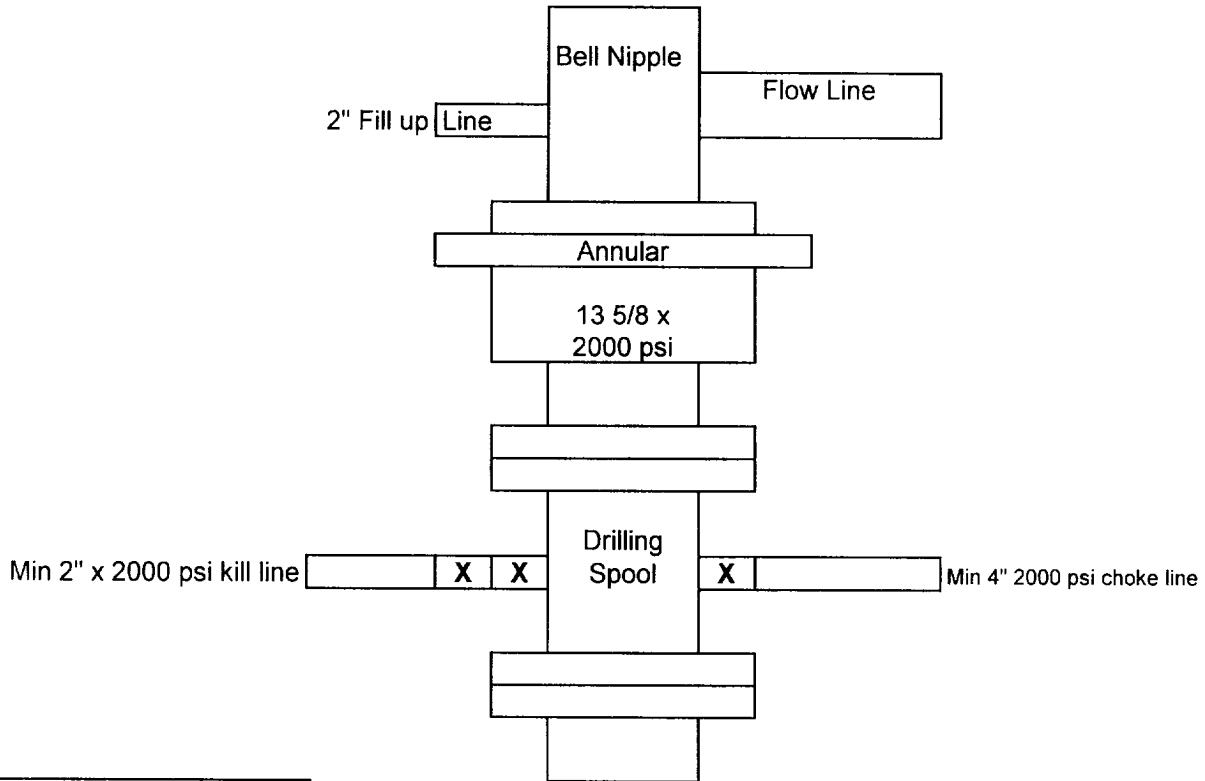 Bell Nipple
Flow Line
2" Fill up Line
Annular
13 5/8 x
2000 psi
Drilling
Spool
Min 2" x 2000 psi kill line
X X
X
Min 4" 2000 psi choke line